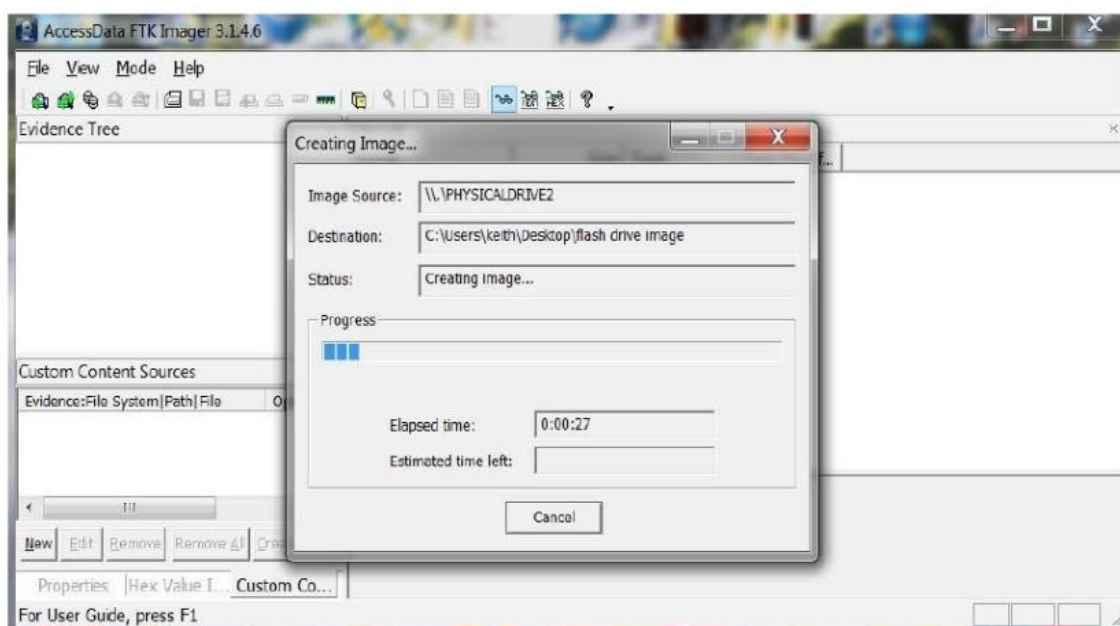 AccessData FTK Imager 3.1.4.6
File View Mode Help
Evidence Tree
Creating Image...
Image Source: \\.\PHYSICALDRIVE2
Destination: C:\Users\keith\Desktop\flash drive image
Status: Creating image...
Progress
Elapsed time: 0:00:27
Estimated time left:
Cancel
Custom Content Sources
Evidence:File System|Path|File
New Edit Remove Remove All
Properties Hex Value I... Custom Co...
For User Guide, press F1